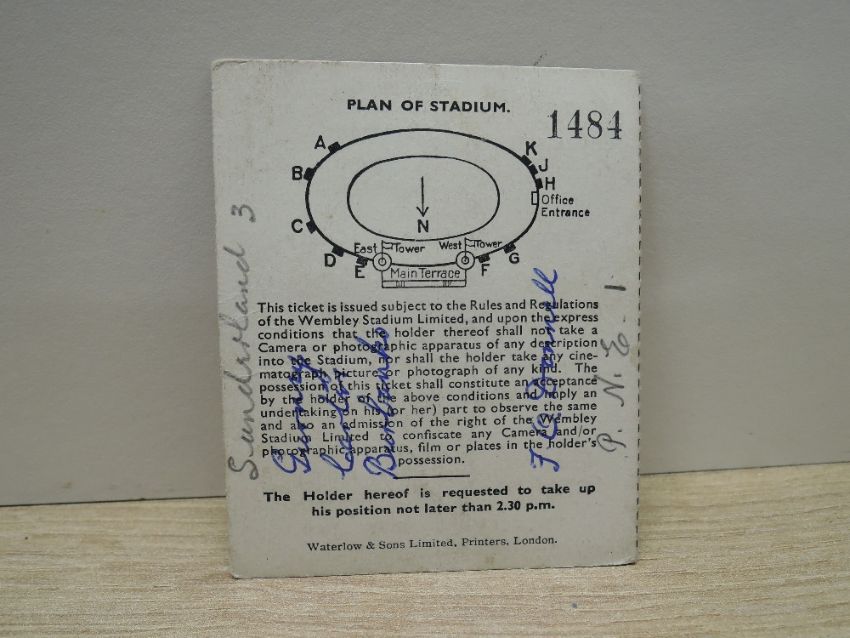 PLAN OF STADIUM.
1484
A
K
B
J
H
Office
Entrance
C
N
East Tower
West Tower
D
E
F
G
Main Terrace
This ticket is issued subject to the Rules and Regulations
of the Wembley Stadium Limited, and upon the express
conditions that the holder thereof shall not take a
Camera or photographic apparatus of any description
into the Stadium, nor shall the holder take any cine-
matograph picture or photograph of any kind. The
possession of this ticket shall constitute an acceptance
by the holder of the above conditions and imply an
undertaking on his (or her) part to observe the same
and also an admission of the right of the Wembley
Stadium Limited to confiscate any Camera and/or
photographic apparatus, film or plates in the holder's
possession.
The Holder hereof is requested to take up
his position not later than 2.30 p.m.
Waterlow & Sons Limited, Printers, London.
Sunderland 3
Gurney
Carter
Burbanks
F O'Donnell
P. N. E. 1